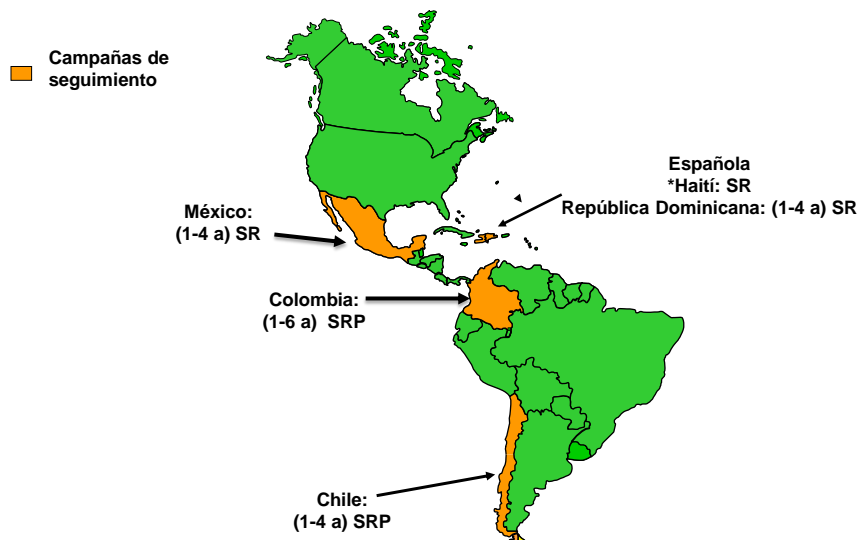 Campañas de
seguimiento
Española
*Haití: SR
República Dominicana: (1-4 a) SR
México:
(1-4 a) SR
Colombia:
(1-6 a) SRP
Chile:
(1-4 a) SRP